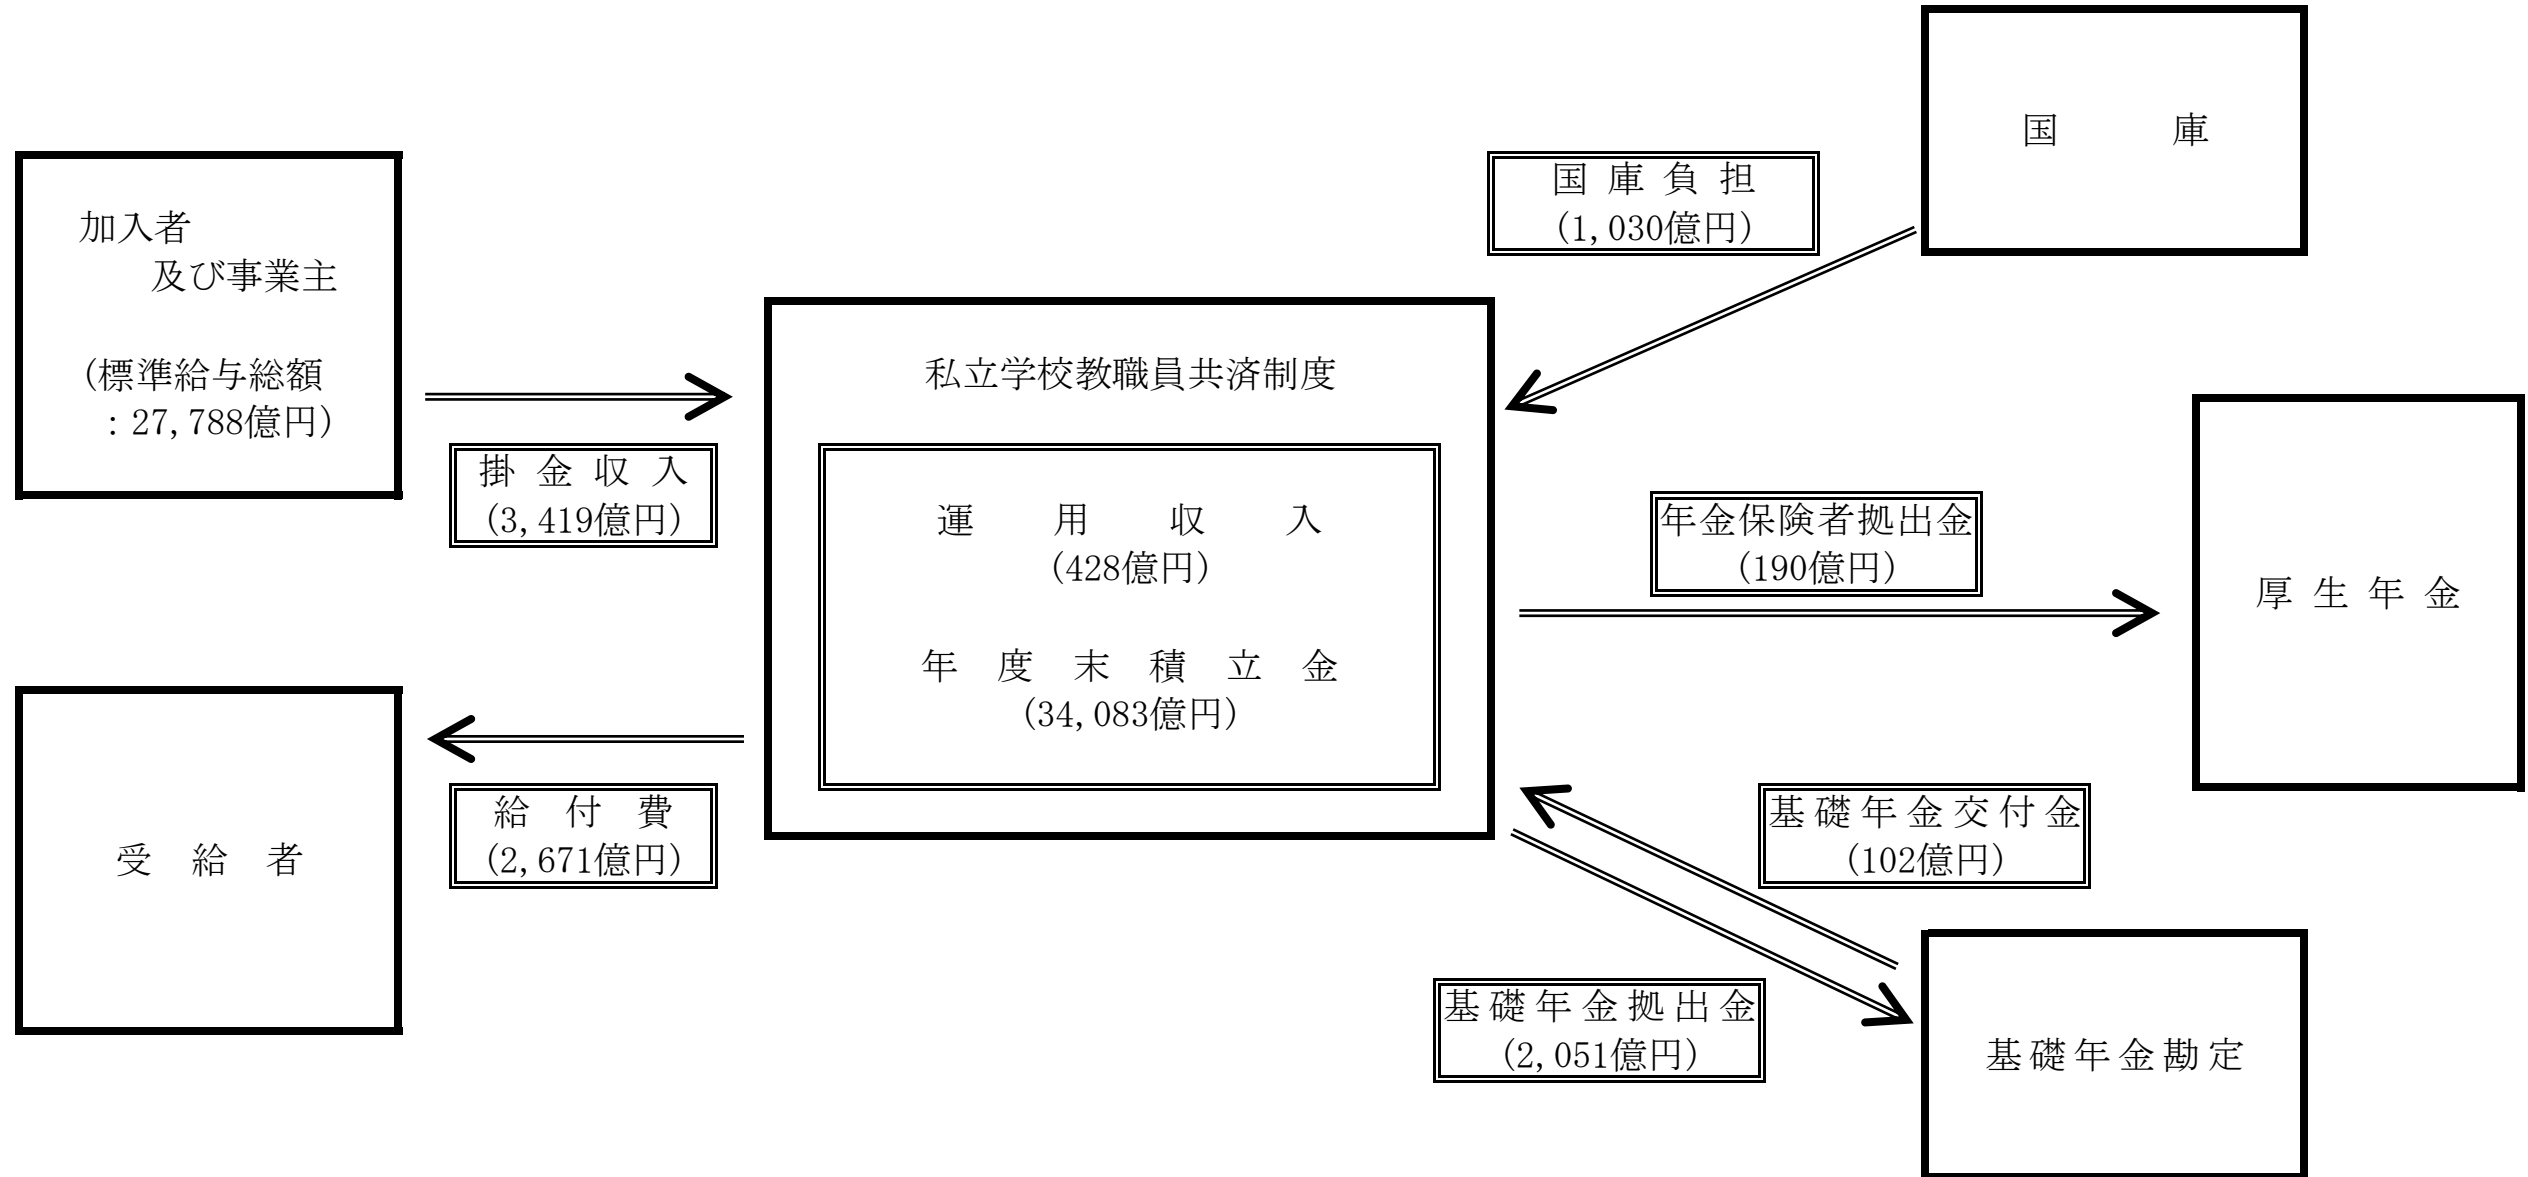 国庫
国庫負担
(1,030億円)
加入者
及び事業主
(標準給与総額
：27,788億円)
掛金収入
(3,419億円)
私立学校教職員共済制度
運用収入
(428億円)
年度末積立金
(34,083億円)
年金保険者拠出金
(190億円)
厚生年金
受給者
給付費
(2,671億円)
基礎年金交付金
(102億円)
基礎年金拠出金
(2,051億円)
基礎年金勘定